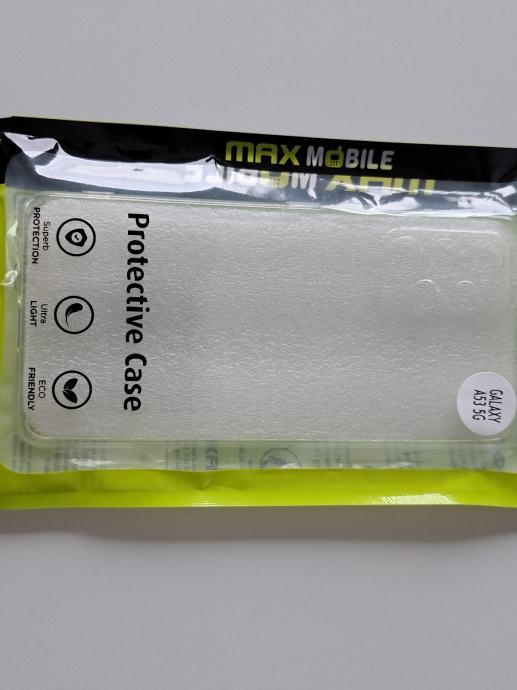 MAX MOBILE
Protective Case
Superb
PROTECTION
Ultra
LIGHT
ECO
FRIENDLY
GALAXY
A53 5G